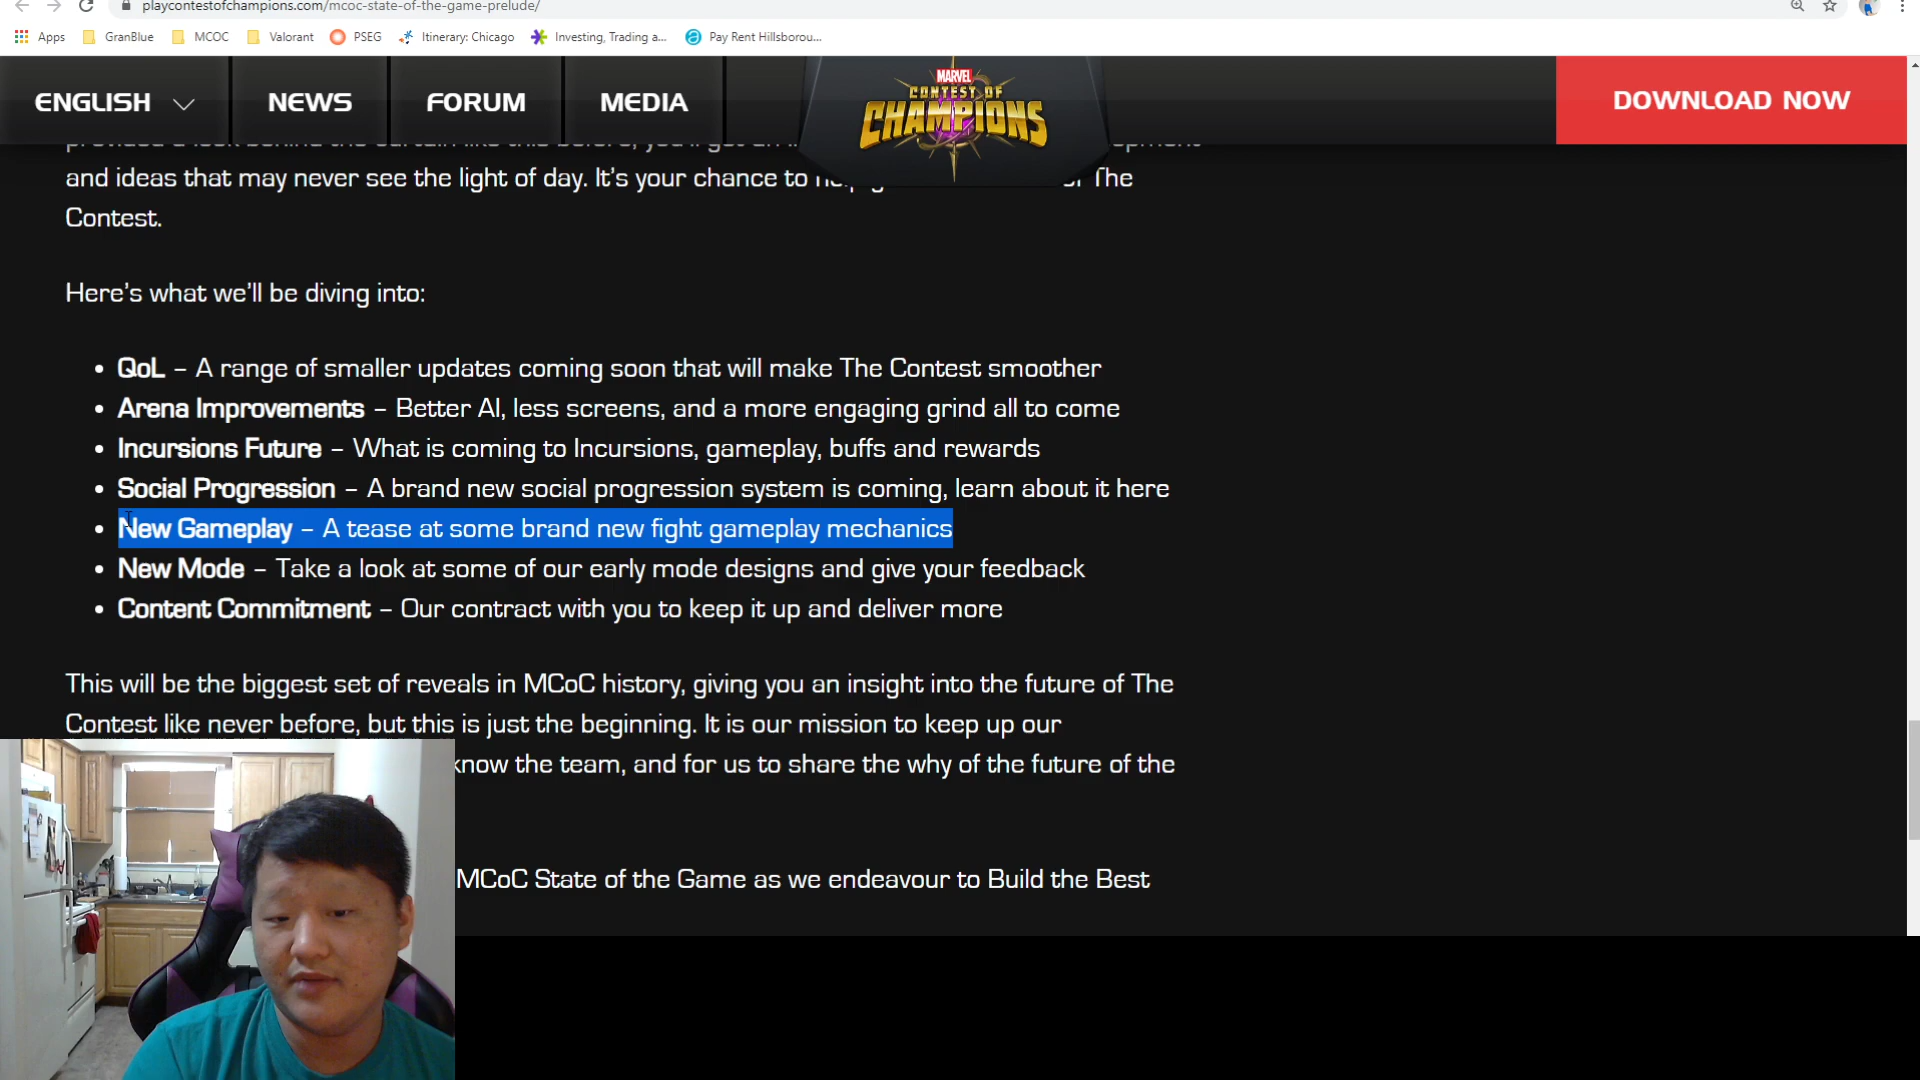 playcontestofchampions.com/mcoc-state-of-the-game-prelude/
Apps GranBlue MCOC Valorant PSEG Itinerary: Chicago Investing, Trading a... Pay Rent Hillsborou...
ENGLISH NEWS FORUM MEDIA MARVEL CONTEST OF CHAMPIONS DOWNLOAD NOW
and ideas that may never see the light of day. It's your chance to The
Contest.
Here's what we'll be diving into:
• QoL – A range of smaller updates coming soon that will make The Contest smoother
• Arena Improvements – Better AI, less screens, and a more engaging grind all to come
• Incursions Future – What is coming to Incursions, gameplay, buffs and rewards
• Social Progression – A brand new social progression system is coming, learn about it here
• New Gameplay – A tease at some brand new fight gameplay mechanics
• New Mode – Take a look at some of our early mode designs and give your feedback
• Content Commitment – Our contract with you to keep it up and deliver more
This will be the biggest set of reveals in MCoC history, giving you an insight into the future of The
Contest like never before, but this is just the beginning. It is our mission to keep up our
know the team, and for us to share the why of the future of the
MCoC State of the Game as we endeavour to Build the Best